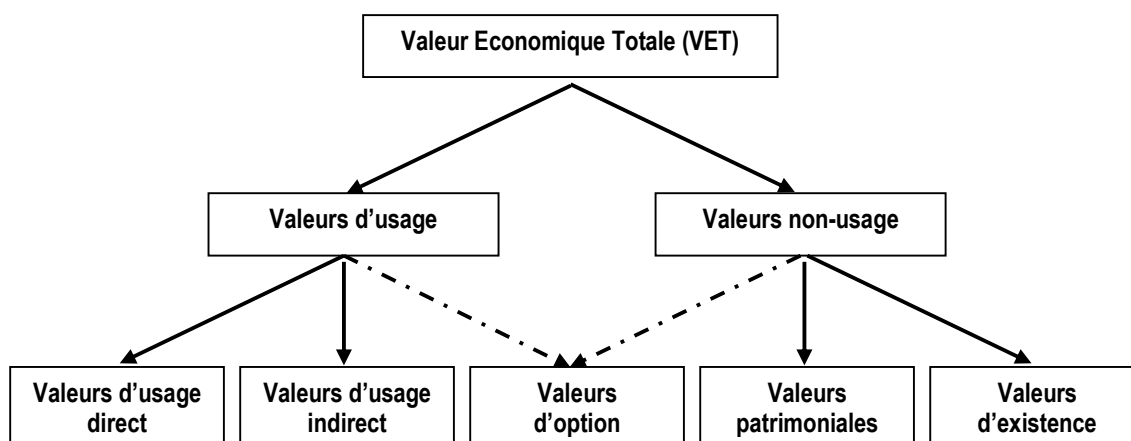 Valeur Economique Totale (VET)
Valeurs d’usage
Valeurs non-usage
Valeurs d’usage
direct
Valeurs d’usage
indirect
Valeurs
d’option
Valeurs
patrimoniales
Valeurs
d’existence